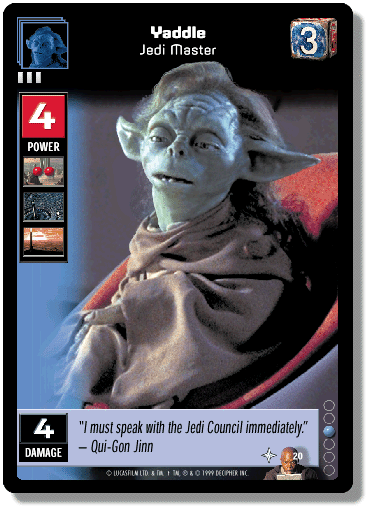 Yaddle
Jedi Master
3
4
POWER
4
DAMAGE
"I must speak with the Jedi Council immediately."
– Qui-Gon Jinn
20
© LUCASFILM LTD. & TM. † TM, ® & © 1999 DECIPHER INC.